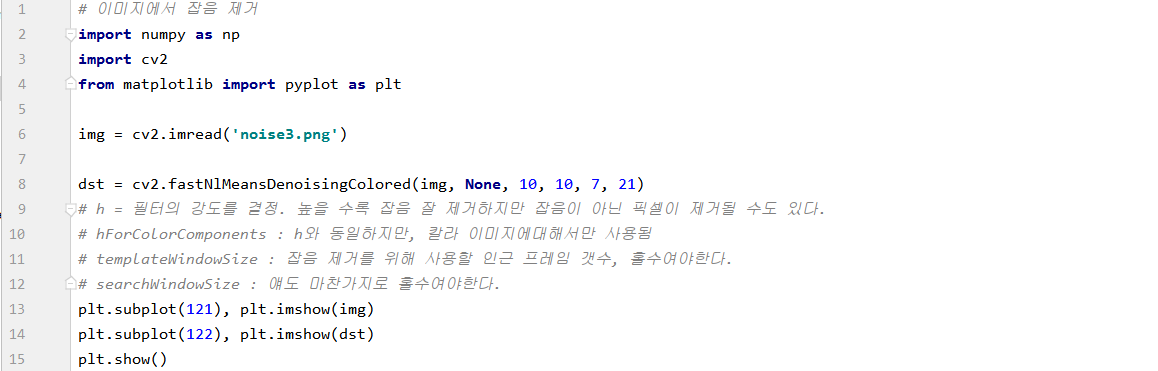 1 # 이미지에서 잡음 제거
2 import numpy as np
3 import cv2
4 from matplotlib import pyplot as plt
5
6 img = cv2.imread('noise3.png')
7
8 dst = cv2.fastNlMeansDenoisingColored(img, None, 10, 10, 7, 21)
9 # h = 필터의 강도를 결정. 높을 수록 잡음 잘 제거하지만 잡음이 아닌 픽셀이 제거될 수도 있다.
10 # hForColorComponents : h와 동일하지만, 칼라 이미지에대해서만 사용됨
11 # templateWindowSize : 잡음 제거를 위해 사용할 인근 프레임 갯수, 홀수여야한다.
12 # searchWindowSize : 얘도 마찬가지로 홀수여야한다.
13 plt.subplot(121), plt.imshow(img)
14 plt.subplot(122), plt.imshow(dst)
15 plt.show()